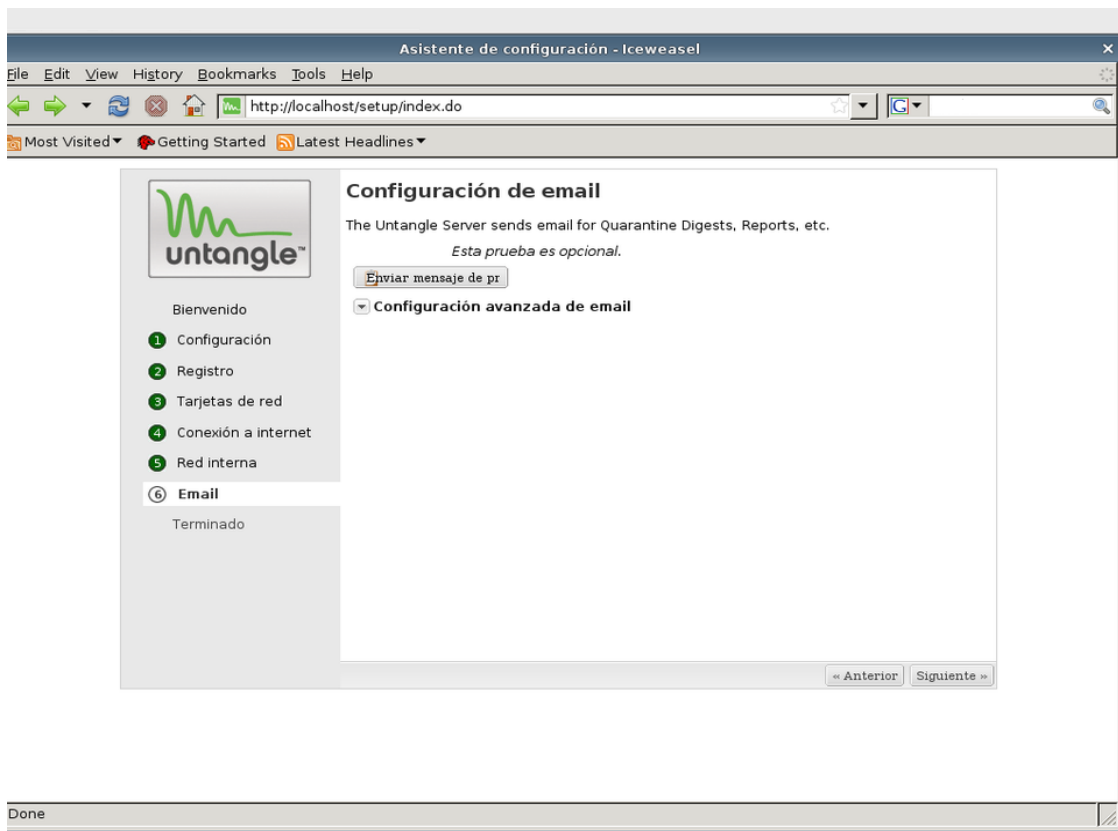 Asistente de configuración - Iceweasel
File Edit View History Bookmarks Tools Help
http://localhost/setup/index.do
G
Most Visited Getting Started Latest Headlines
untangle™
Bienvenido
1 Configuración
2 Registro
3 Tarjetas de red
4 Conexión a internet
5 Red interna
6 Email
Terminado
Configuración de email
The Untangle Server sends email for Quarantine Digests, Reports, etc.
Esta prueba es opcional.
Enviar mensaje de pr
Configuración avanzada de email
« Anterior Siguiente »
Done